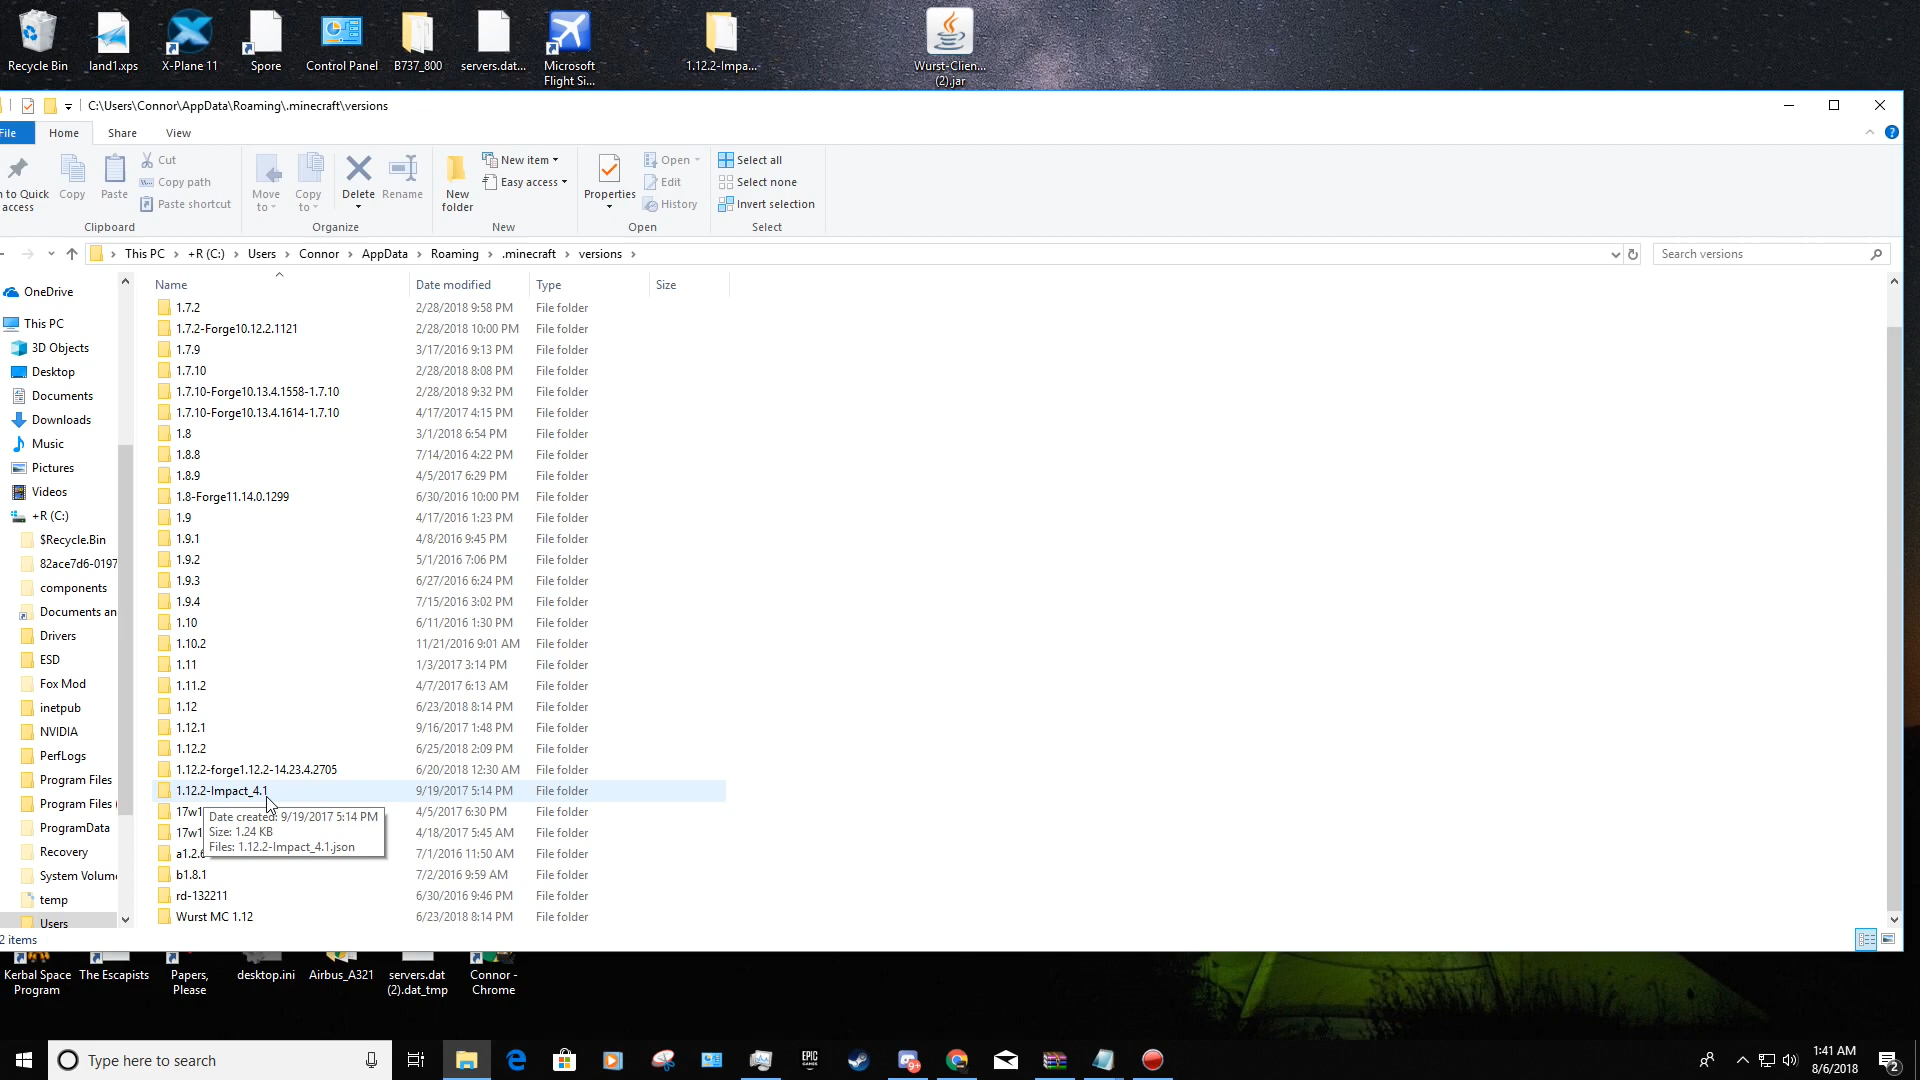 Recycle Bin
land1.xps
X-Plane 11
Spore
Control Panel
B737_800
servers.dat...
Microsoft
Flight Si...
1.12.2-Impa...
Wurst-Clien...
(2).jar
C:\Users\Connor\AppData\Roaming\.minecraft\versions
File
Home
Share
View
n to Quick
access
Copy
Paste
Cut
Copy path
Paste shortcut
Clipboard
Move
to
Copy
to
Delete
Rename
Organize
New
folder
New item
Easy access
New
Properties
Open
Edit
History
Open
Select all
Select none
Invert selection
Select
This PC > +R (C:) > Users > Connor > AppData > Roaming > .minecraft > versions >
Search versions
OneDrive
This PC
3D Objects
Desktop
Documents
Downloads
Music
Pictures
Videos
+R (C:)
$Recycle.Bin
82ace7d6-0197
components
Documents an
Drivers
ESD
Fox Mod
inetpub
NVIDIA
PerfLogs
Program Files
Program Files (
ProgramData
Recovery
System Volum
temp
Users
Name Date modified Type Size
1.7.2 2/28/2018 9:58 PM File folder
1.7.2-Forge10.12.2.1121 2/28/2018 10:00 PM File folder
1.7.9 3/17/2016 9:13 PM File folder
1.7.10 2/28/2018 8:08 PM File folder
1.7.10-Forge10.13.4.1558-1.7.10 2/28/2018 9:32 PM File folder
1.7.10-Forge10.13.4.1614-1.7.10 4/17/2017 4:15 PM File folder
1.8 3/1/2018 6:54 PM File folder
1.8.8 7/14/2016 4:22 PM File folder
1.8.9 4/5/2017 6:29 PM File folder
1.8-Forge11.14.0.1299 6/30/2016 10:00 PM File folder
1.9 4/17/2016 1:23 PM File folder
1.9.1 4/8/2016 9:45 PM File folder
1.9.2 5/1/2016 7:06 PM File folder
1.9.3 6/27/2016 6:24 PM File folder
1.9.4 7/15/2016 3:02 PM File folder
1.10 6/11/2016 1:30 PM File folder
1.10.2 11/21/2016 9:01 AM File folder
1.11 1/3/2017 3:14 PM File folder
1.11.2 4/7/2017 6:13 AM File folder
1.12 6/23/2018 8:14 PM File folder
1.12.1 9/16/2017 1:48 PM File folder
1.12.2 6/25/2018 2:09 PM File folder
1.12.2-forge1.12.2-14.23.4.2705 6/20/2018 12:30 AM File folder
1.12.2-Impact_4.1 9/19/2017 5:14 PM File folder
17w1 4/5/2017 6:30 PM File folder
17w1 4/18/2017 5:45 AM File folder
a1.2.6 7/1/2016 11:50 AM File folder
b1.8.1 7/2/2016 9:59 AM File folder
rd-132211 6/30/2016 9:46 PM File folder
Wurst MC 1.12 6/23/2018 8:14 PM File folder
Date created: 9/19/2017 5:14 PM
Size: 1.24 KB
Files: 1.12.2-Impact_4.1.json
2 items
Kerbal Space
Program
The Escapists
Papers,
Please
desktop.ini
Airbus_A321
servers.dat
(2).dat_tmp
Connor -
Chrome
Type here to search
EPIC
GAMES
9+
1:41 AM
8/6/2018
2